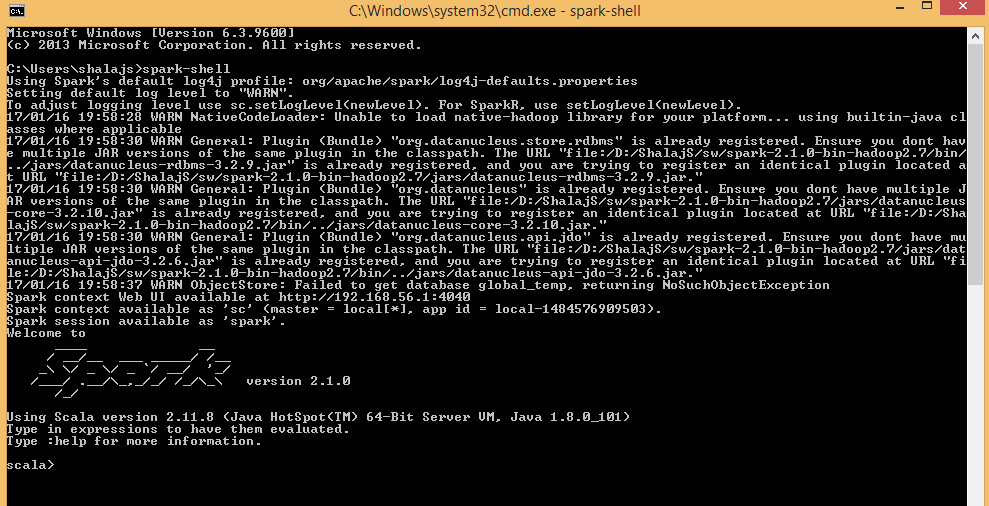 C:\Windows\system32\cmd.exe - spark-shell
Microsoft Windows [Version 6.3.9600]
(c) 2013 Microsoft Corporation. All rights reserved.
C:\Users\shalajs>spark-shell
Using Spark's default log4j profile: org/apache/spark/log4j-defaults.properties
Setting default log level to "WARN".
To adjust logging level use sc.setLogLevel(newLevel). For SparkR, use setLogLevel(newLevel).
17/01/16 19:58:28 WARN NativeCodeLoader: Unable to load native-hadoop library for your platform... using builtin-java cl
asses where applicable
17/01/16 19:58:30 WARN General: Plugin (Bundle) "org.datanucleus.store.rdbms" is already registered. Ensure you dont hav
e multiple JAR versions of the same plugin in the classpath. The URL "file:/D:/ShalajS/sw/spark-2.1.0-bin-hadoop2.7/bin/
../jars/datanucleus-rdbms-3.2.9.jar" is already registered, and you are trying to register an identical plugin located a
t URL "file:/D:/ShalajS/sw/spark-2.1.0-bin-hadoop2.7/jars/datanucleus-rdbms-3.2.9.jar."
17/01/16 19:58:30 WARN General: Plugin (Bundle) "org.datanucleus" is already registered. Ensure you dont have multiple J
AR versions of the same plugin in the classpath. The URL "file:/D:/ShalajS/sw/spark-2.1.0-bin-hadoop2.7/jars/datanucleus
-core-3.2.10.jar" is already registered, and you are trying to register an identical plugin located at URL "file:/D:/Sha
lajS/sw/spark-2.1.0-bin-hadoop2.7/bin/../jars/datanucleus-core-3.2.10.jar."
17/01/16 19:58:30 WARN General: Plugin (Bundle) "org.datanucleus.api.jdo" is already registered. Ensure you dont have mu
ltiple JAR versions of the same plugin in the classpath. The URL "file:/D:/ShalajS/sw/spark-2.1.0-bin-hadoop2.7/jars/dat
anucleus-api-jdo-3.2.6.jar" is already registered, and you are trying to register an identical plugin located at URL "fi
le:/D:/ShalajS/sw/spark-2.1.0-bin-hadoop2.7/bin/../jars/datanucleus-api-jdo-3.2.6.jar."
17/01/16 19:58:37 WARN ObjectStore: Failed to get database global_temp, returning NoSuchObjectException
Spark context Web UI available at http://192.168.56.1:4040
Spark context available as 'sc' (master = local[*], app id = local-1484576909503).
Spark session available as 'spark'.
Welcome to
Spark version 2.1.0
Using Scala version 2.11.8 (Java HotSpot(TM) 64-Bit Server VM, Java 1.8.0_101)
Type in expressions to have them evaluated.
Type :help for more information.
scala>